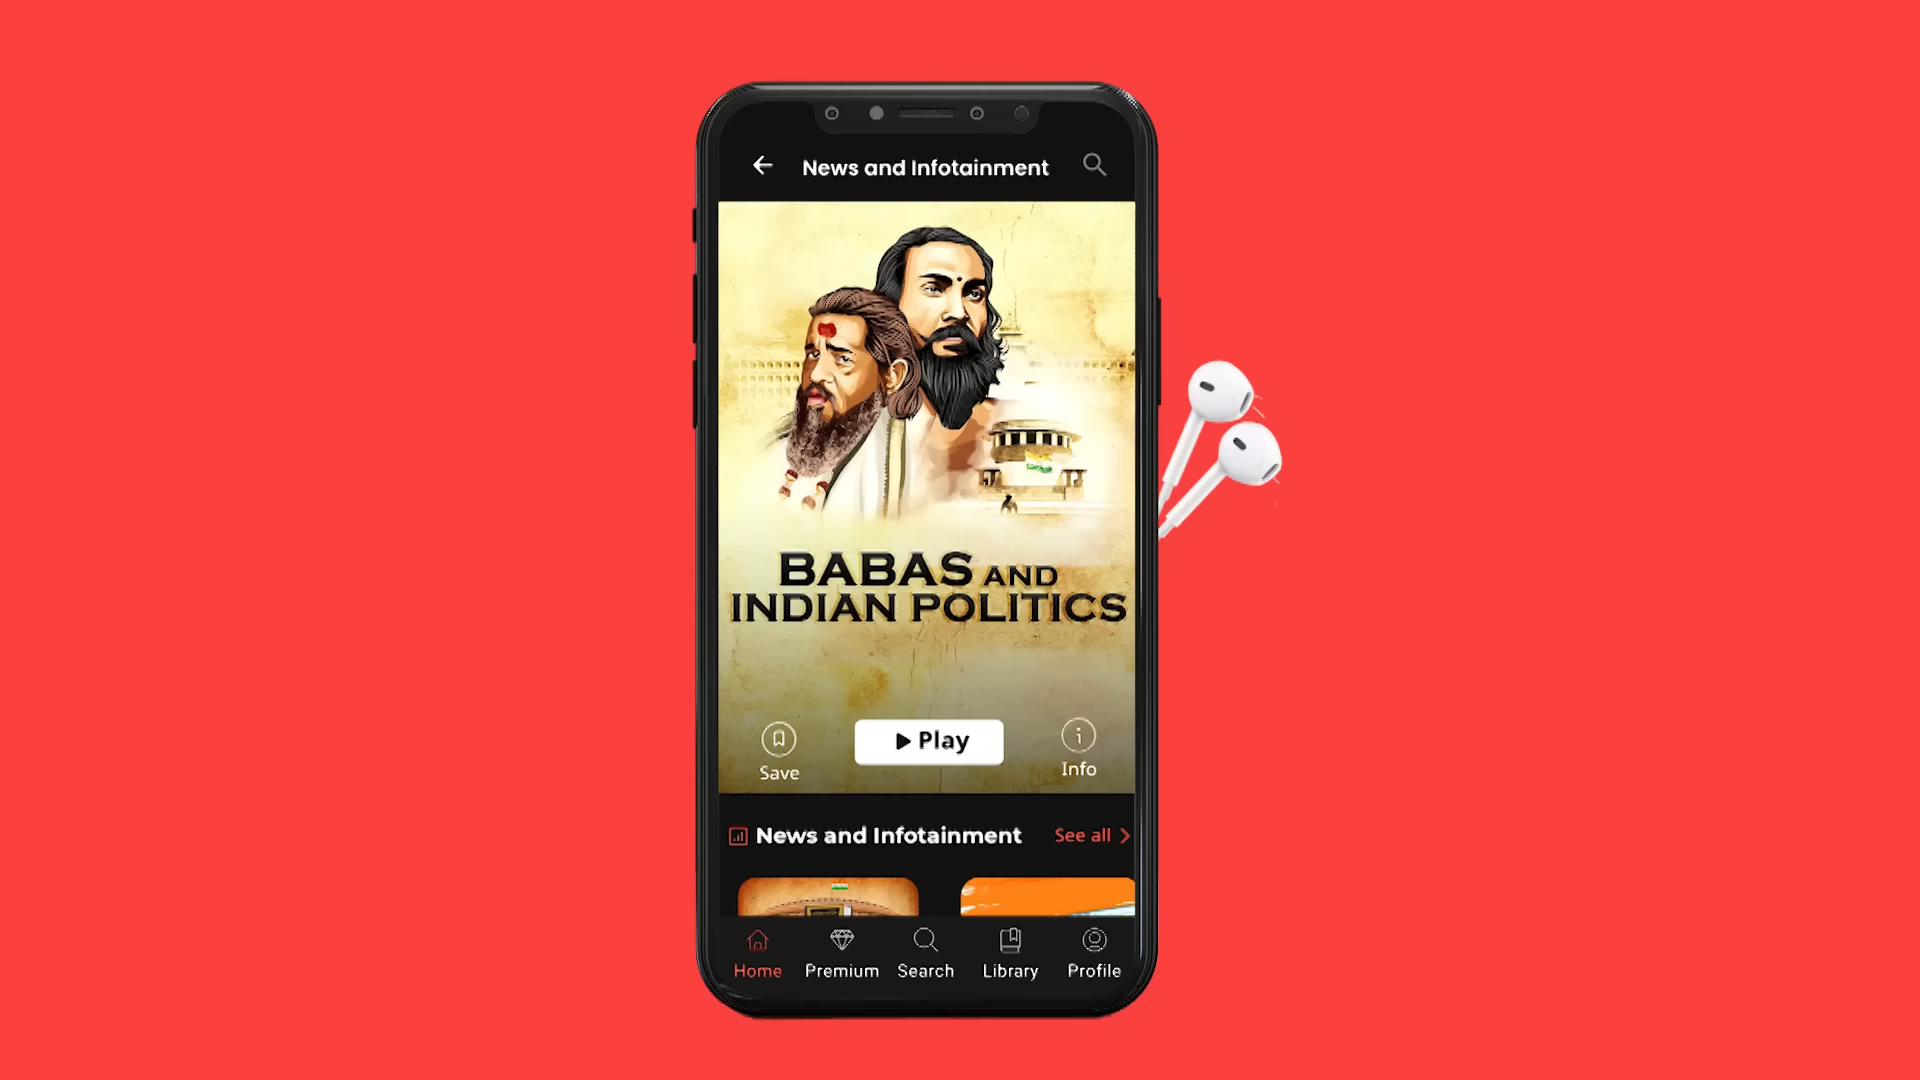 News and Infotainment
BABAS AND
INDIAN POLITICS
Play
Save
Info
News and Infotainment
See all
Home
Premium
Search
Library
Profile